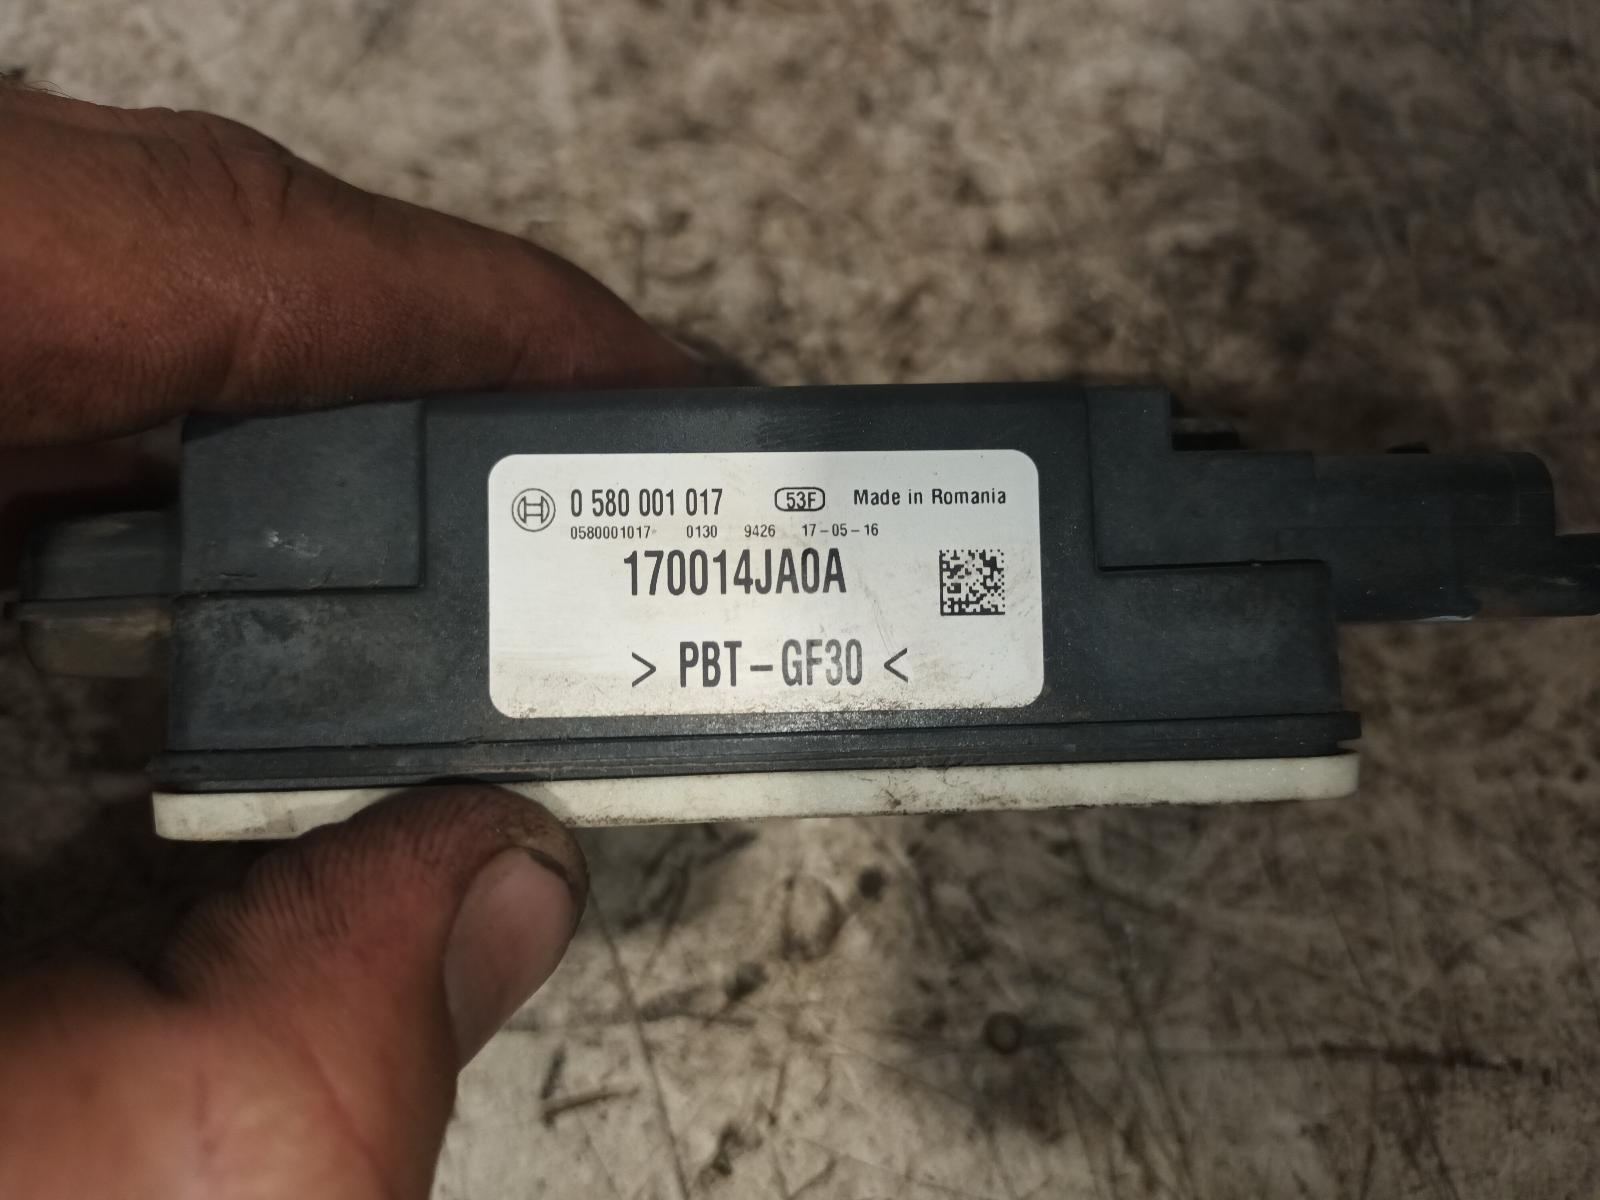 0 580 001 017 53F Made in Romania
0580001017 0130 9426 17-05-16
170014JA0A
> PBT-GF30 <